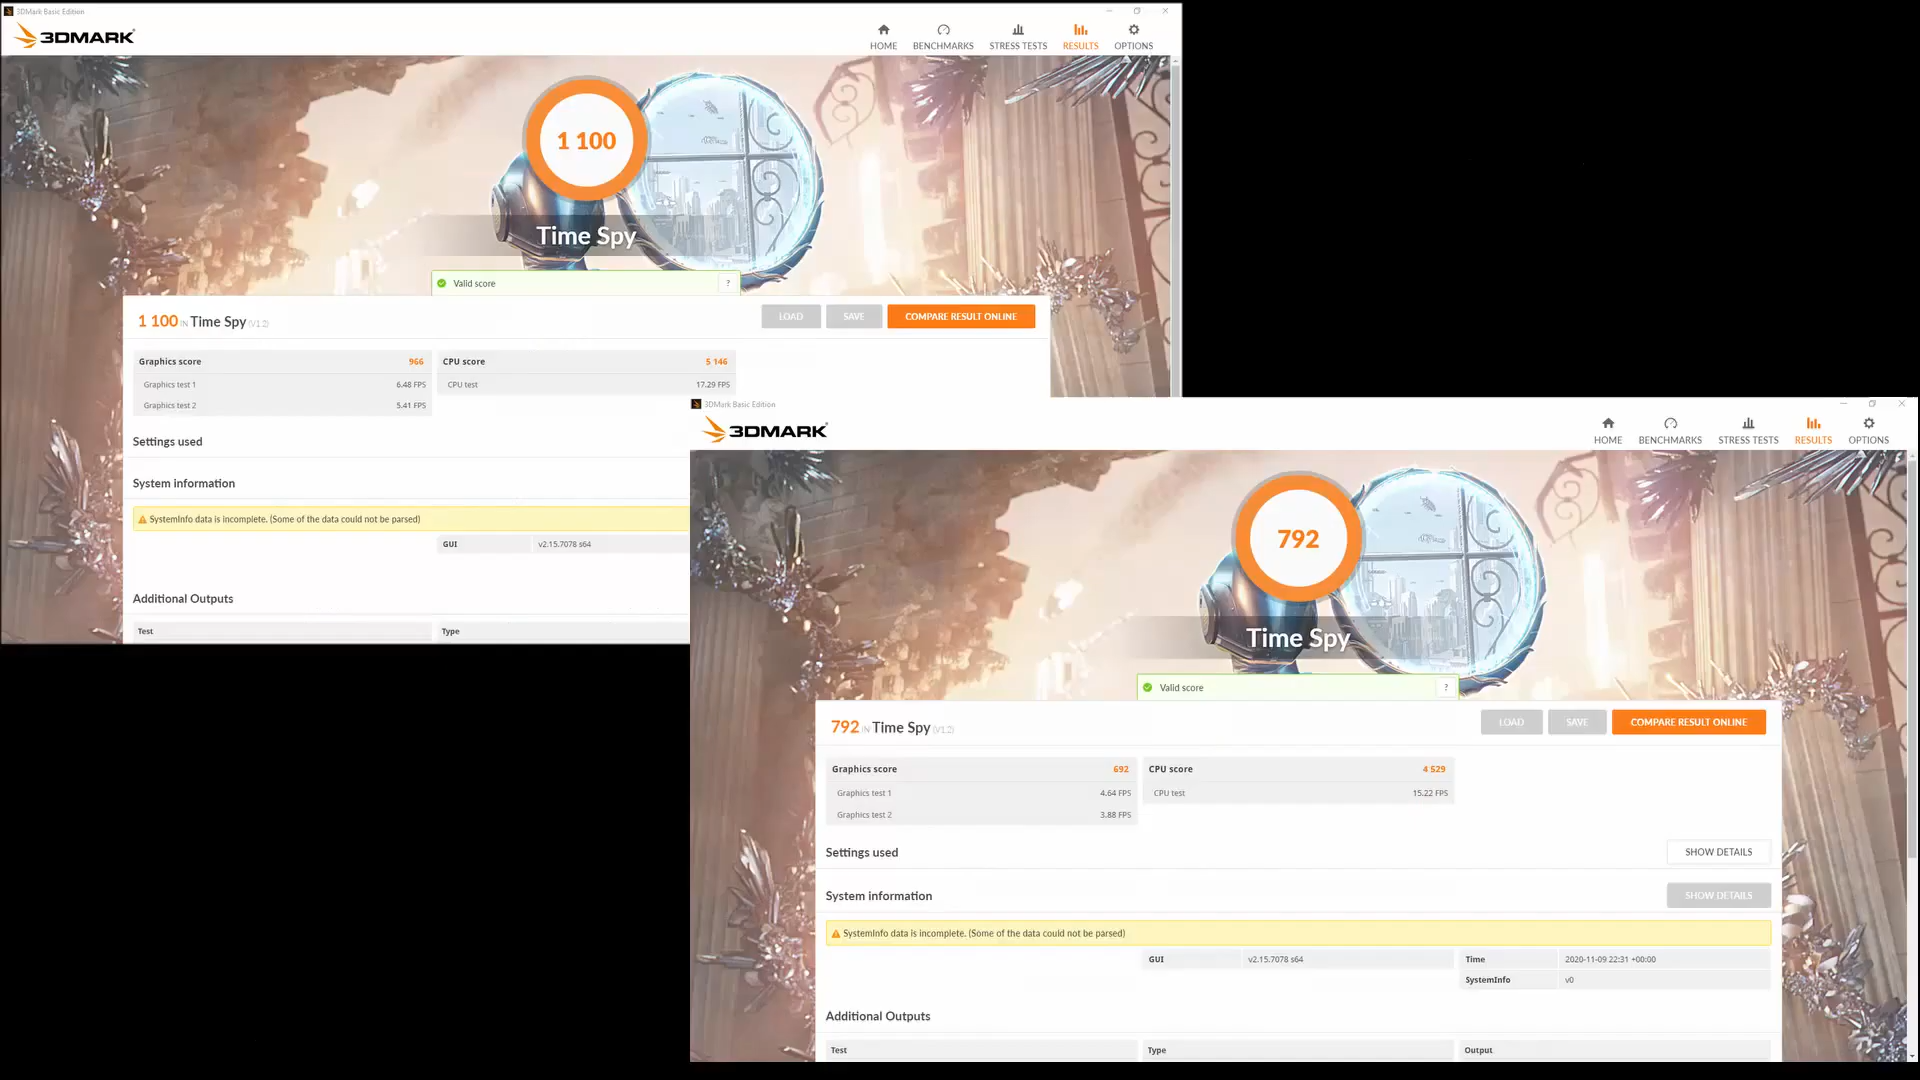 3DMark Basic Edition
3DMARK
HOME BENCHMARKS STRESS TESTS RESULTS OPTIONS
1 100
Time Spy
Valid score ?
1 100 IN Time Spy (V1.2) LOAD SAVE COMPARE RESULT ONLINE
Graphics score 966 CPU score 5 146
Graphics test 1 6.48 FPS CPU test 17.29 FPS
Graphics test 2 5.41 FPS
Settings used
System information
SystemInfo data is incomplete. (Some of the data could not be parsed)
GUI v2.15.7078 s64
Additional Outputs
Test Type
3DMark Basic Edition
3DMARK
HOME BENCHMARKS STRESS TESTS RESULTS OPTIONS
792
Time Spy
Valid score ?
792 IN Time Spy (V1.2) LOAD SAVE COMPARE RESULT ONLINE
Graphics score 692 CPU score 4 529
Graphics test 1 4.64 FPS CPU test 15.22 FPS
Graphics test 2 3.88 FPS
Settings used SHOW DETAILS
System information SHOW DETAILS
SystemInfo data is incomplete. (Some of the data could not be parsed)
GUI v2.15.7078 s64 Time 2020-11-09 22:31 +00:00
SystemInfo v0
Additional Outputs
Test Type Output